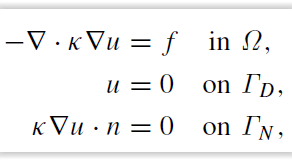 −∇ · κ∇u = f in Ω,
u = 0 on Γ_D,
κ∇u · n = 0 on Γ_N,